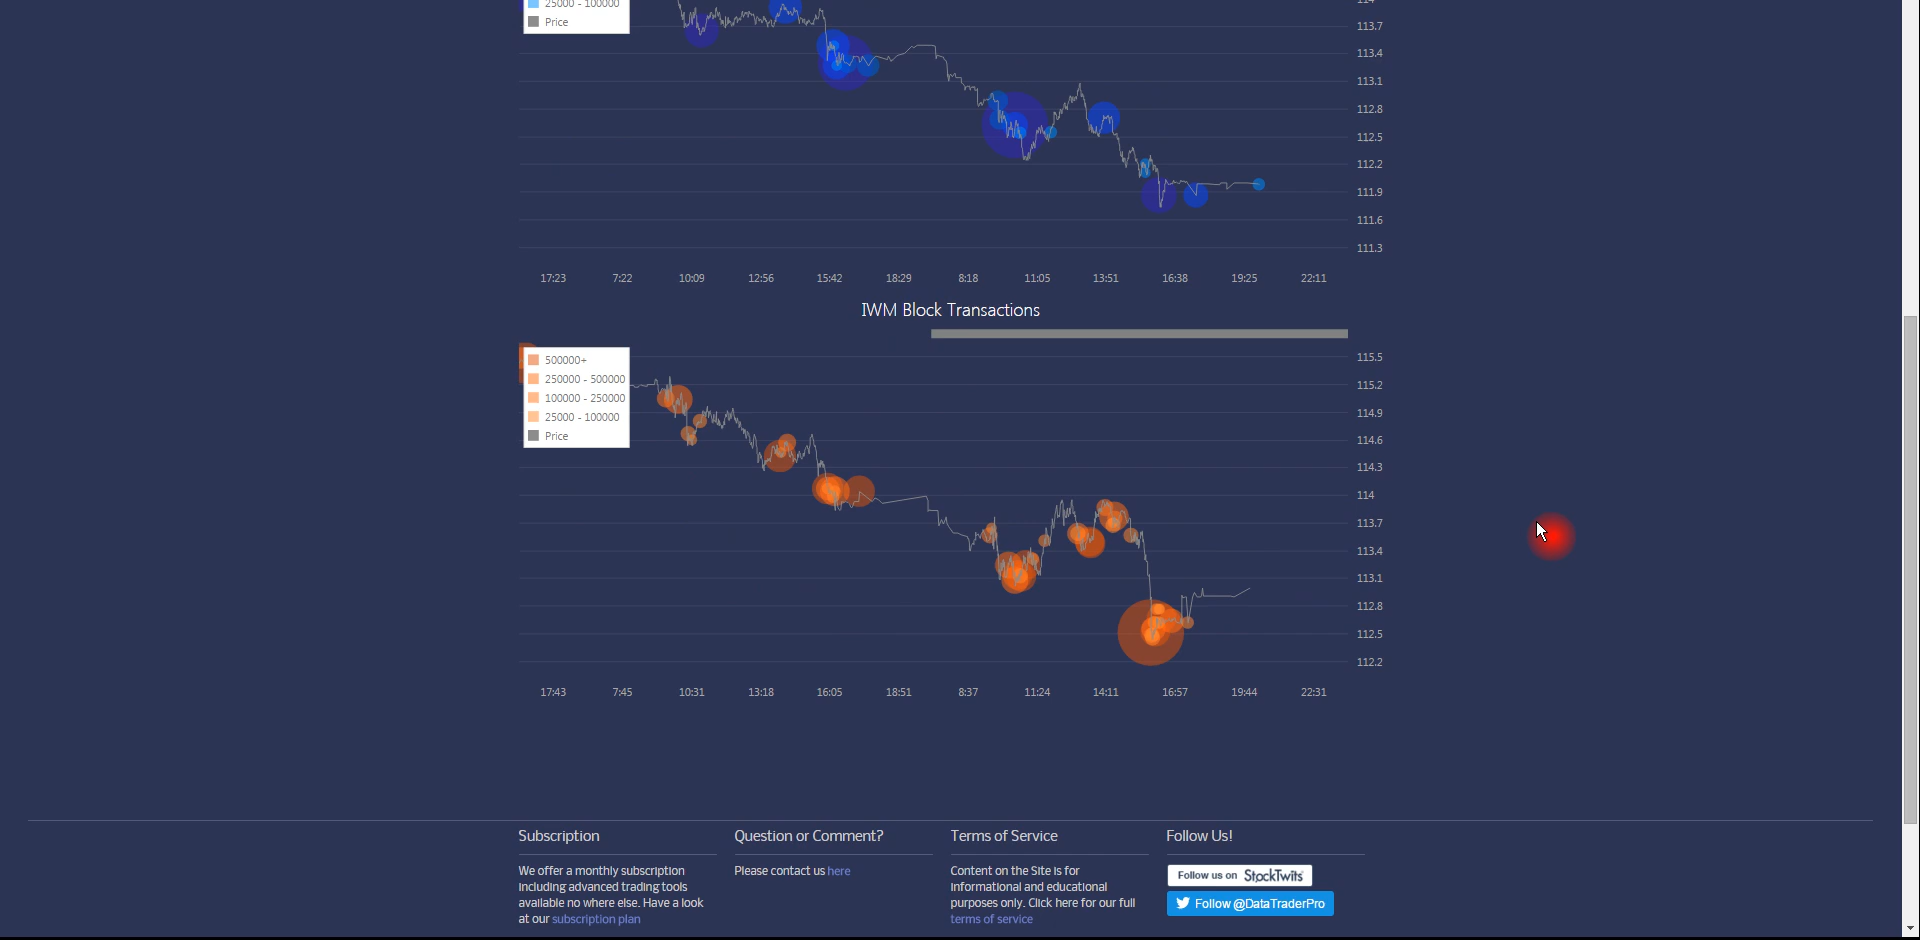 25000 - 100000
Price
114
113.7
113.4
113.1
112.8
112.5
112.2
111.9
111.6
111.3
17:23 7:22 10:09 12:56 15:42 18:29 8:18 11:05 13:51 16:38 19:25 22:11
IWM Block Transactions
500000+
250000 - 500000
100000 - 250000
25000 - 100000
Price
115.5
115.2
114.9
114.6
114.3
114
113.7
113.4
113.1
112.8
112.5
112.2
17:43 7:45 10:31 13:18 16:05 18:51 8:37 11:24 14:11 16:57 19:44 22:31
Subscription
We offer a monthly subscription
including advanced trading tools
available no where else. Have a look
at our subscription plan
Question or Comment?
Please contact us here
Terms of Service
Content on the Site is for
informational and educational
purposes only. Click here for our full
terms of service
Follow Us!
Follow us on StockTwits
Follow @DataTraderPro